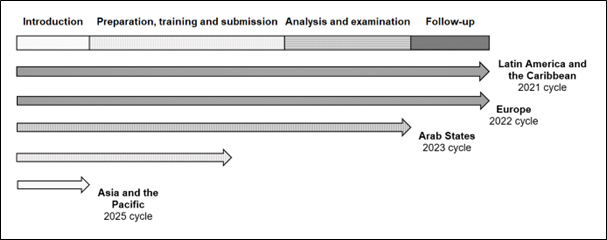 Introduction
Preparation, training and submission
Analysis and examination
Follow-up
Latin America and
the Caribbean
2021 cycle
Europe
2022 cycle
Arab States
2023 cycle
Asia and the
Pacific
2025 cycle